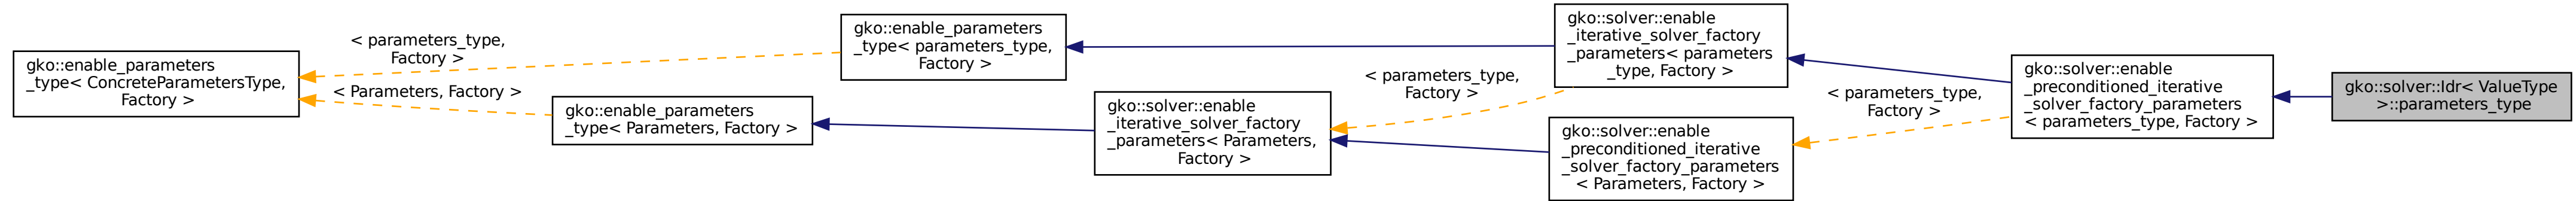 gko::enable_parameters
_type< ConcreteParametersType,
Factory >
< parameters_type,
Factory >
< Parameters, Factory >
gko::enable_parameters
_type< parameters_type,
Factory >
gko::enable_parameters
_type< Parameters, Factory >
gko::solver::enable
_iterative_solver_factory
_parameters< Parameters,
Factory >
< parameters_type,
Factory >
gko::solver::enable
_iterative_solver_factory
_parameters< parameters
_type, Factory >
gko::solver::enable
_preconditioned_iterative
_solver_factory_parameters
< Parameters, Factory >
< parameters_type,
Factory >
gko::solver::enable
_preconditioned_iterative
_solver_factory_parameters
< parameters_type, Factory >
gko::solver::Idr< ValueType
>::parameters_type